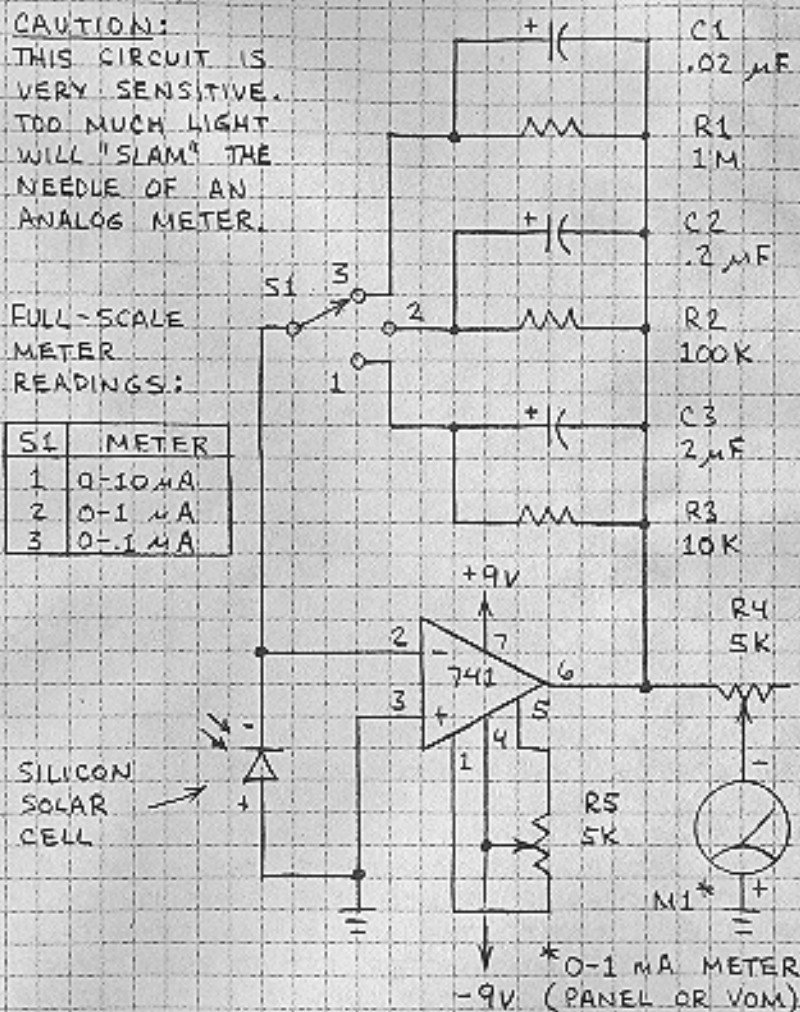 CAUTION:
THIS CIRCUIT IS
VERY SENSITIVE.
TOO MUCH LIGHT
WILL "SLAM" THE
NEEDLE OF AN
ANALOG METER.
+
C1
.02 µF
R1
1M
+
C2
.2 µF
S1
3
2
1
R2
100K
FULL-SCALE
METER
READINGS:
S1 METER
1 0-10 µA
2 0-1 µA
3 0-.1 µA
+
C3
2 µF
R3
10K
+9V
2
-
7
741
6
3
+
5
4
1
R4
5K
-
+
SILICON
SOLAR
CELL
R5
5K
-
M1*
+
-9V
*0-1 mA METER
(PANEL OR VOM)